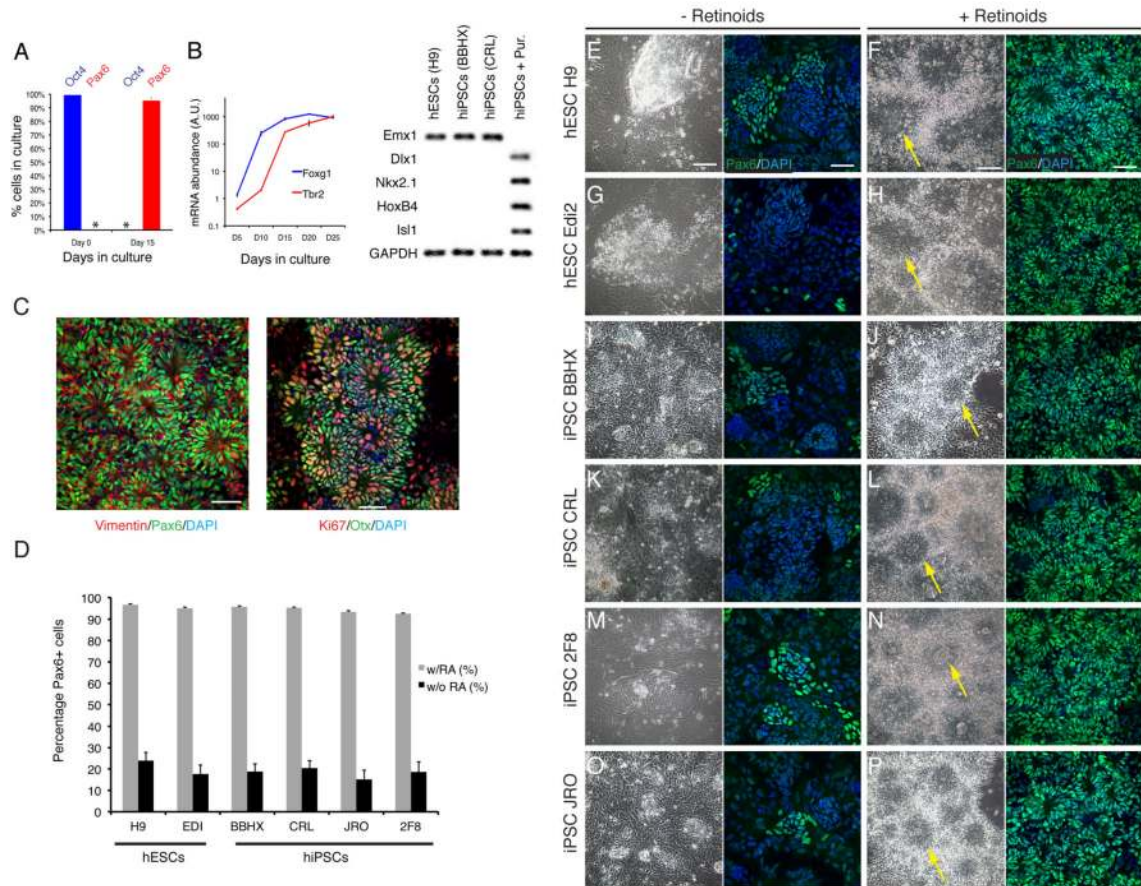 A
Oct4
Pax6
Oct4
Pax6
100%
90%
80%
70%
60%
50%
40%
30%
20%
10%
0%
% cells in culture
*
*
Day 0
Day 15
Days in culture
B
mRNA abundance (A.U.)
1000
100
10
1
0.1
Foxg1
Tbr2
D5 D10 D15 D20 D25
Days in culture
hESCs (H9)
hiPSCs (BBHX)
hiPSCs (CRL)
hiPSCs + Pur.
Emx1
Dlx1
Nkx2.1
HoxB4
Isl1
GAPDH
C
Vimentin/Pax6/DAPI
Ki67/Otx/DAPI
D
Percentage Pax6+ cells
100
90
80
70
60
50
40
30
20
10
0
w/RA (%)
w/o RA (%)
H9 EDI BBHX CRL JRO 2F8
hESCs
hiPSCs
- Retinoids
+ Retinoids
hESC H9
E
Pax6/DAPI
F
Pax6/DAPI
hESC Edi2
G
H
iPSC BBHX
I
J
iPSC CRL
K
L
iPSC 2F8
M
N
iPSC JRO
O
P